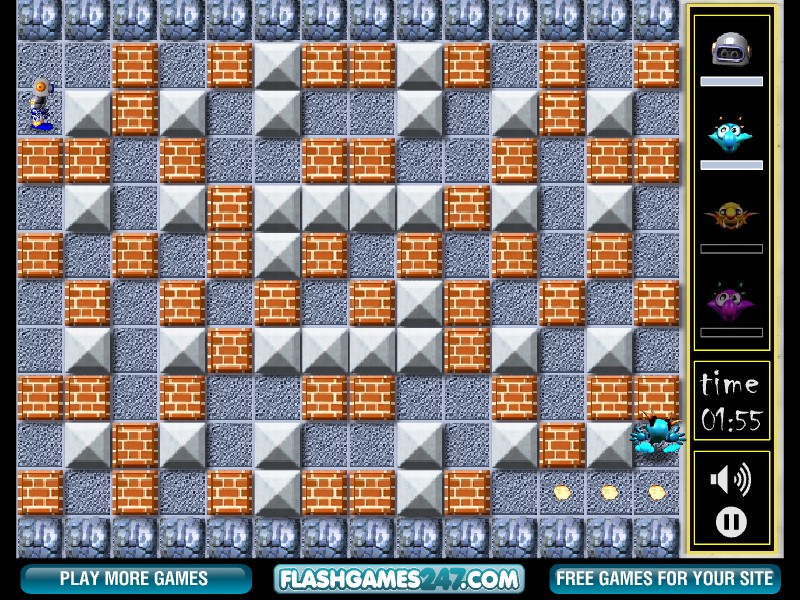 time
01:55
PLAY MORE GAMES
FLASHGAMES247.COM
FREE GAMES FOR YOUR SITE